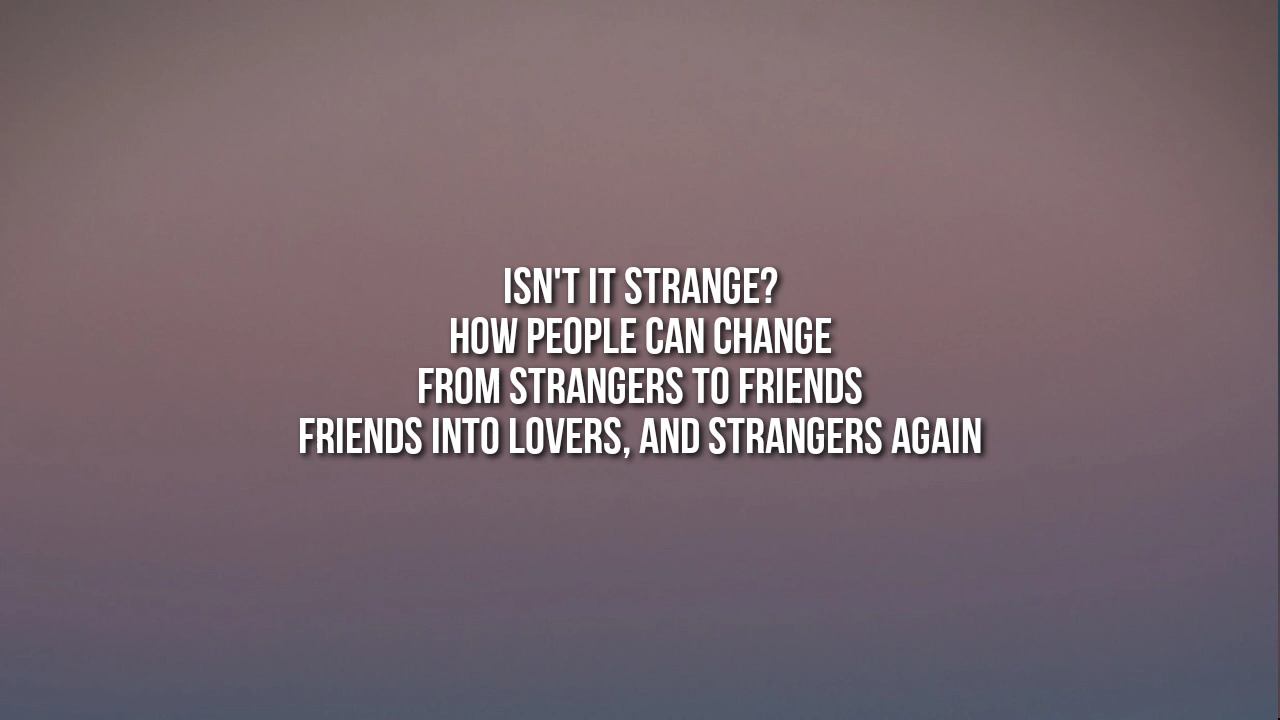 ISN'T IT STRANGE?
HOW PEOPLE CAN CHANGE
FROM STRANGERS TO FRIENDS
FRIENDS INTO LOVERS, AND STRANGERS AGAIN